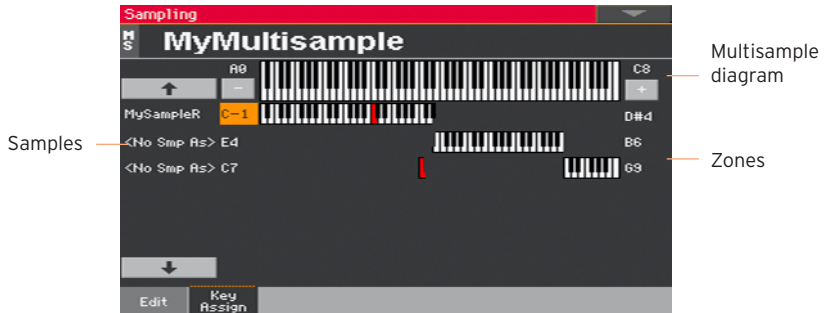 Sampling
MS MyMultisample
A0 C8
- +
MySampleR C-1 D#4
<No Smp As> E4 B6
<No Smp As> C7 G9
Edit Key Assign
Samples
Multisample diagram
Zones